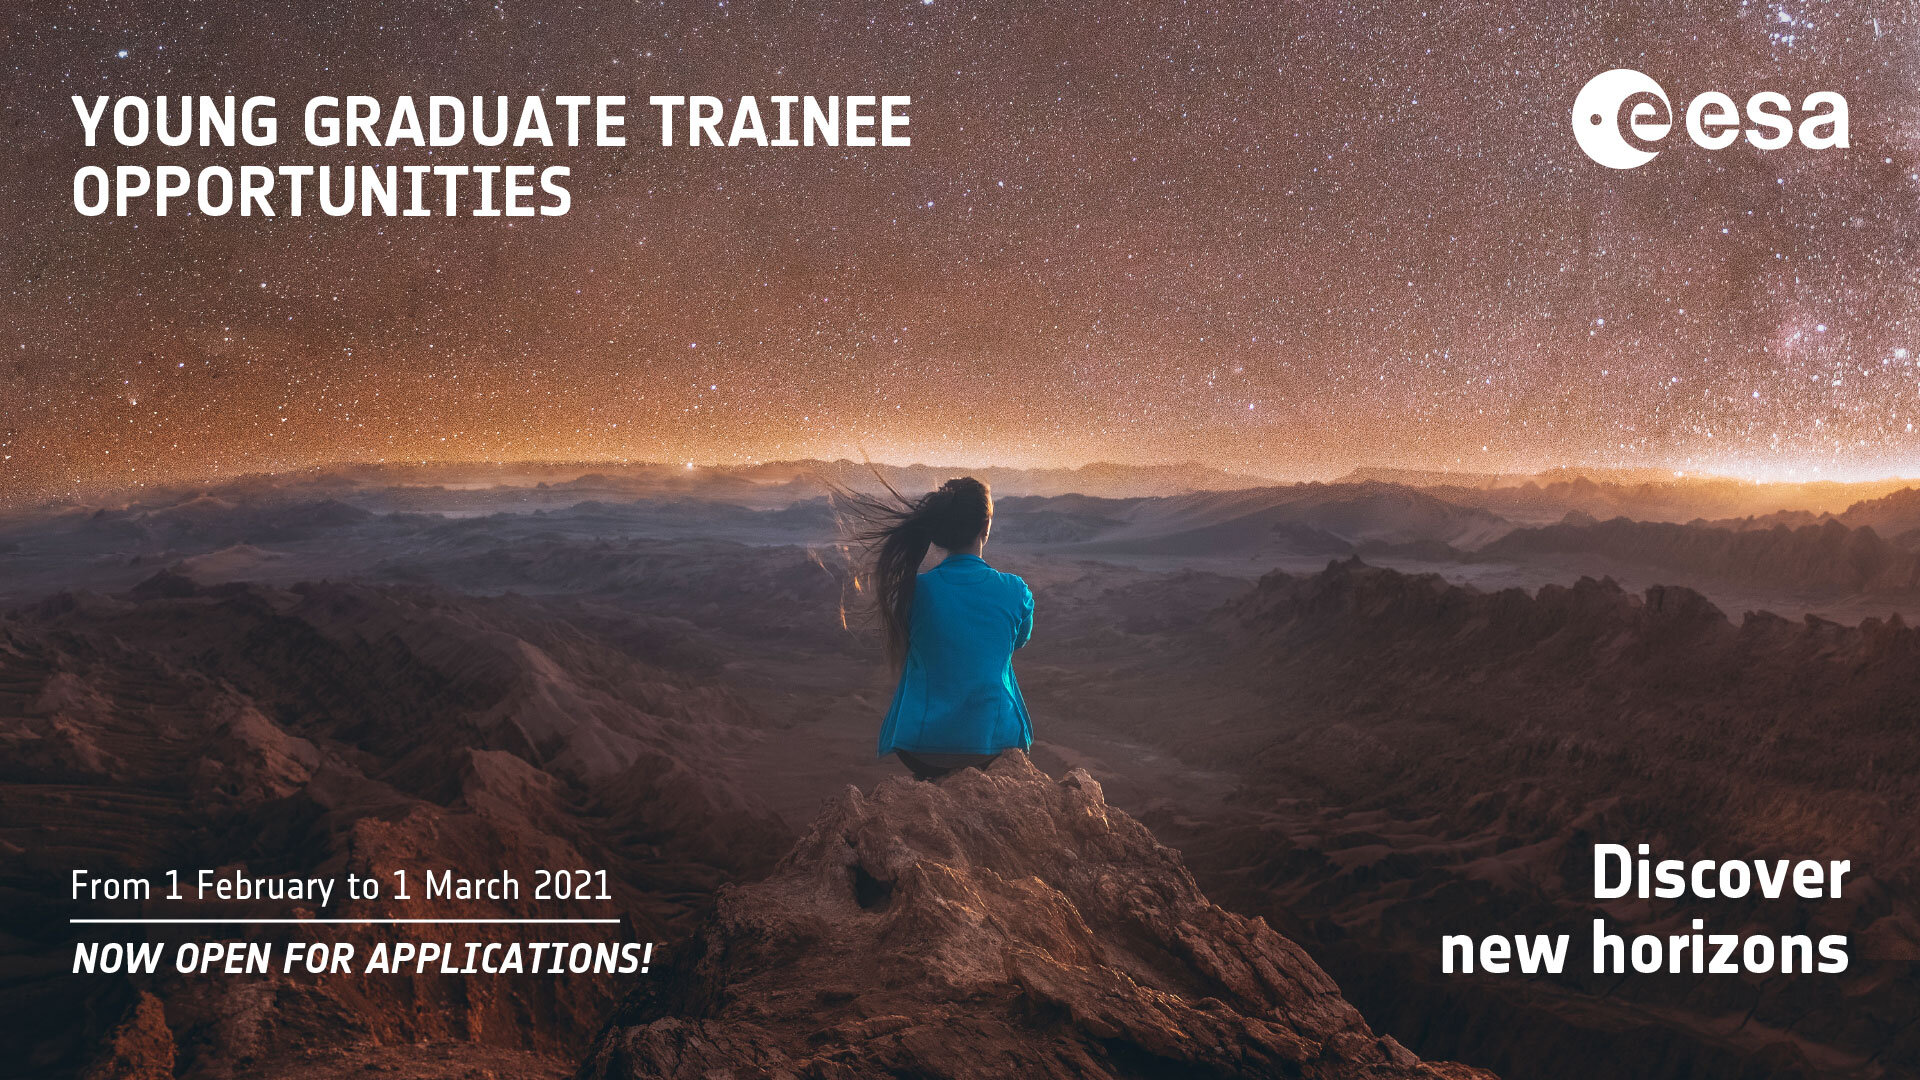 YOUNG GRADUATE TRAINEE
OPPORTUNITIES
esa
From 1 February to 1 March 2021
NOW OPEN FOR APPLICATIONS!
Discover
new horizons